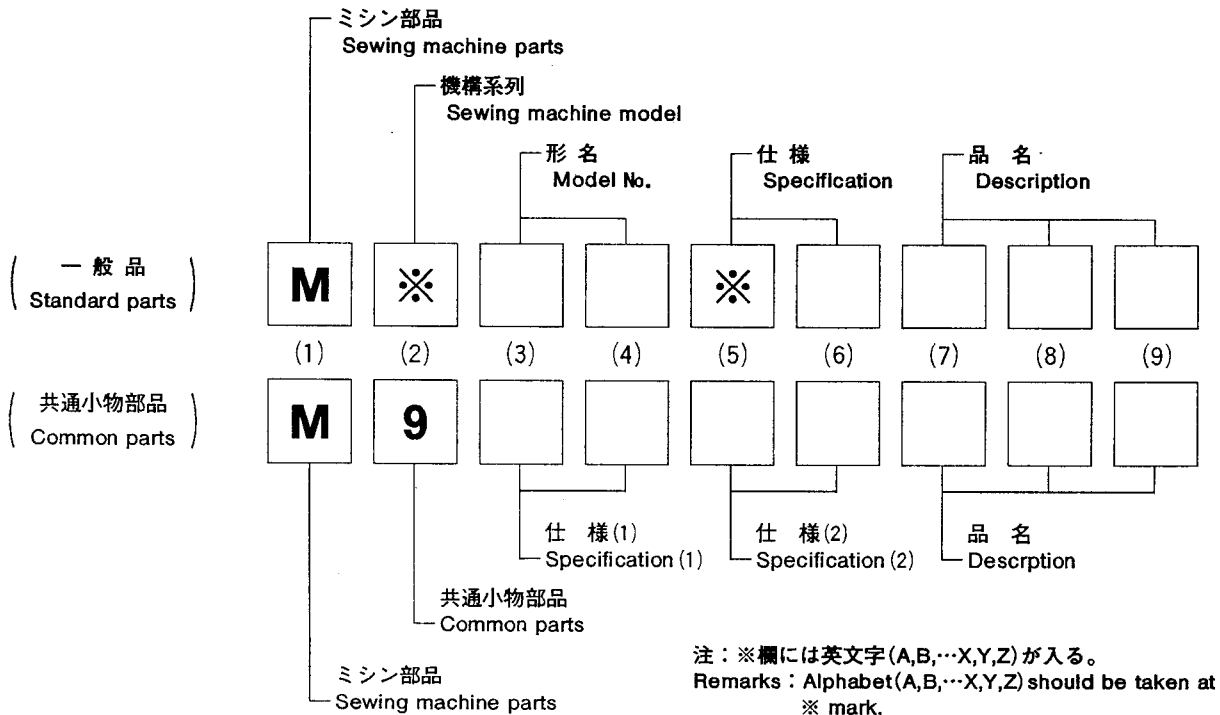 ミシン部品
Sewing machine parts
機構系列
Sewing machine model
形 名
Model No.
仕 様
Specification
品 名
Description
(一 般 品
Standard parts)
M ※ ※
(1) (2) (3) (4) (5) (6) (7) (8) (9)
(共通小物部品
Common parts)
M 9
仕 様(1)
Specification(1)
仕 様(2)
Specification(2)
品 名
Descrption
共通小物部品
Common parts
ミシン部品
Sewing machine parts
注：※欄には英文字(A,B,…X,Y,Z)が入る。
Remarks : Alphabet(A,B,…X,Y,Z)should be taken at
※ mark.